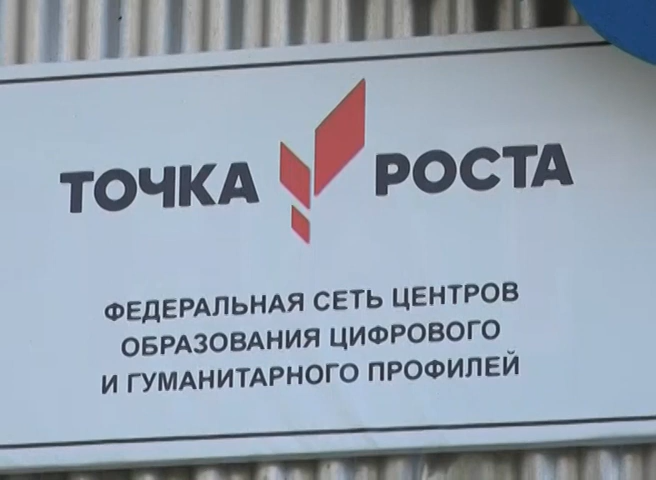 ТОЧКА РОСТА
ФЕДЕРАЛЬНАЯ СЕТЬ ЦЕНТРОВ
ОБРАЗОВАНИЯ ЦИФРОВОГО
И ГУМАНИТАРНОГО ПРОФИЛЕЙ